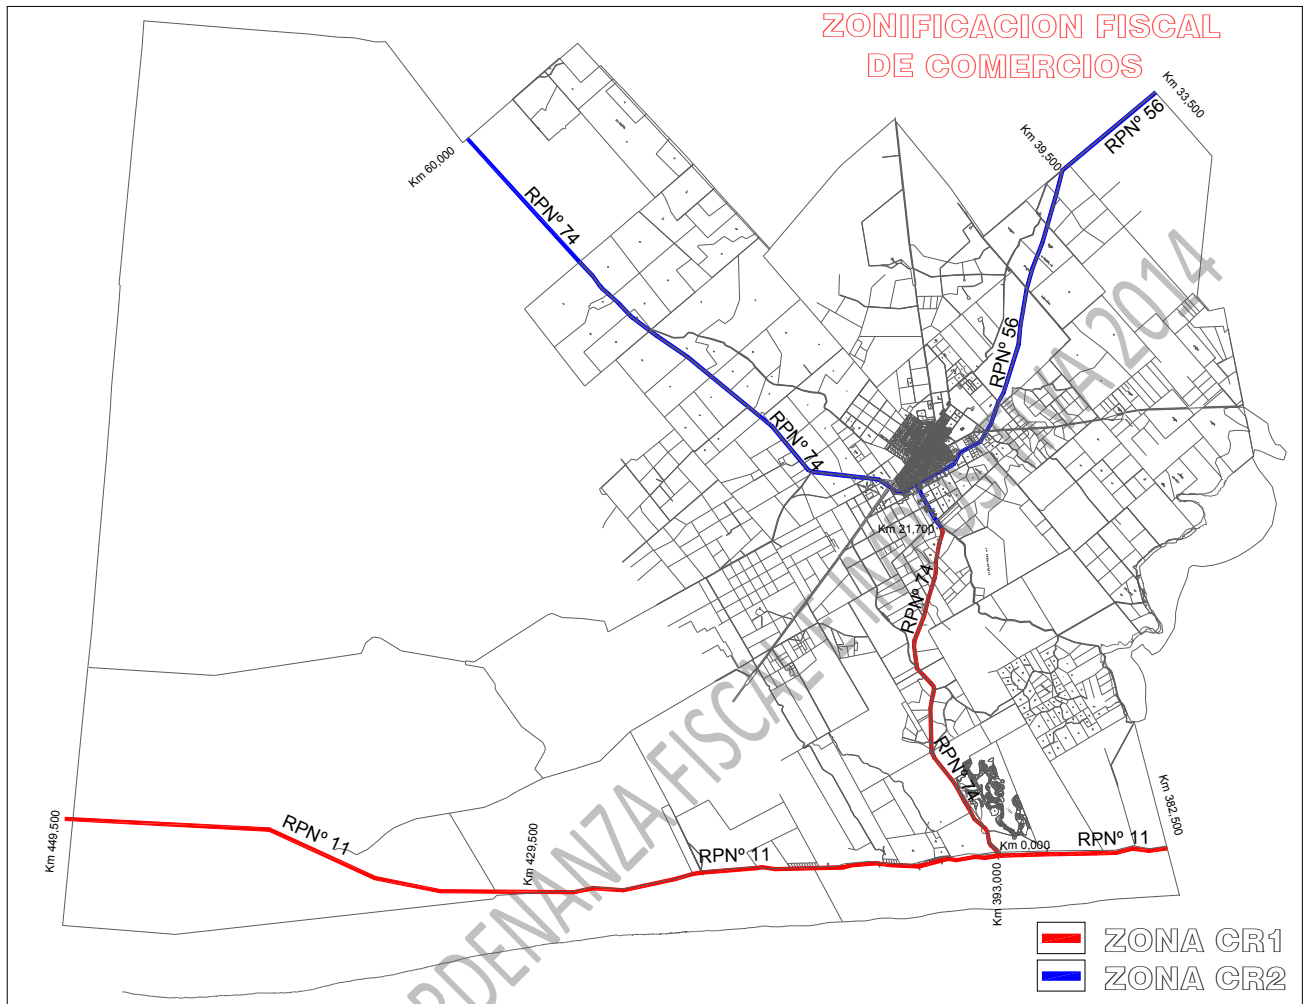 ZONIFICACION FISCAL
DE COMERCIOS
Km 33,500
RPNº 56
Km 39,500
Km 60,000
RPNº 74
RPNº 56
RPNº 74
Km 21,700
RPNº 74
RPNº 74
Km 449,500
RPNº 11
Km 429,500
RPNº 11
Km 0,000
Km 393,000
RPNº 11
Km 382,500
RDENANZA FISCAL E IMPOSITIVA 2014
ZONA CR1
ZONA CR2